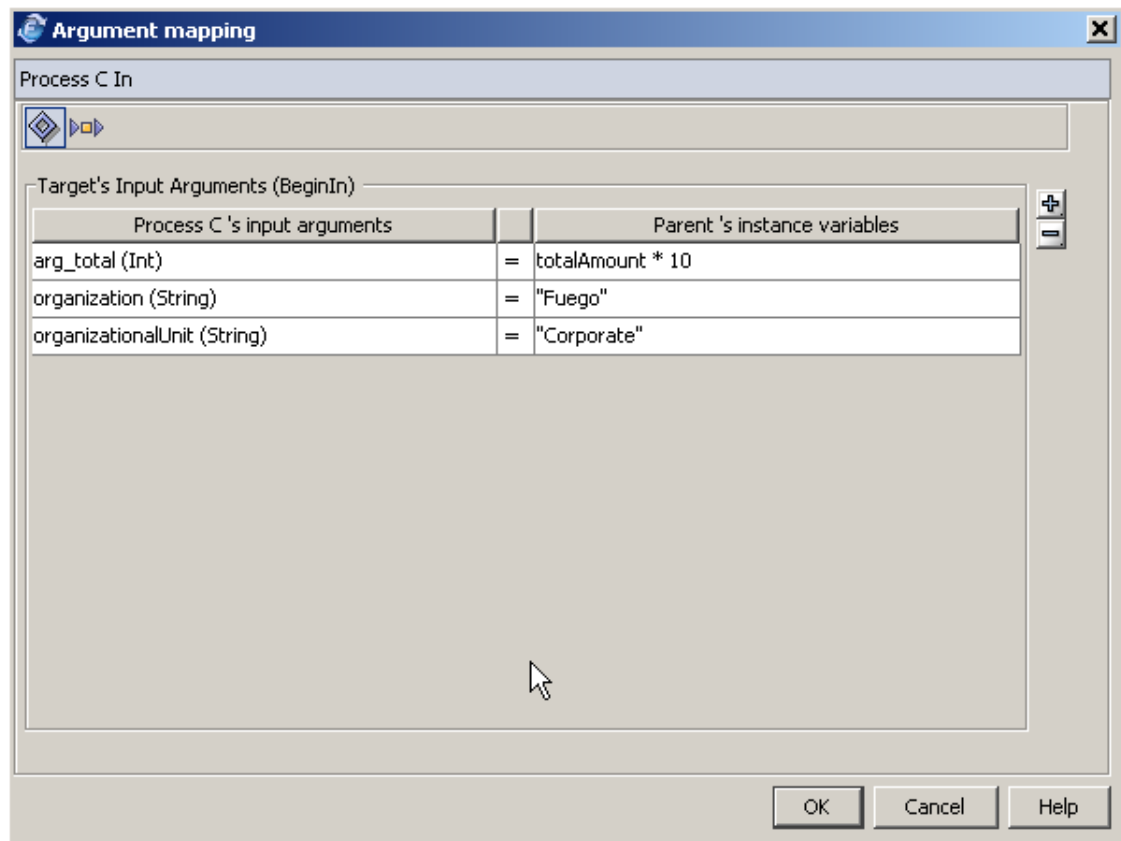 Argument mapping
Process C In
Target's Input Arguments (BeginIn)
Process C 's input arguments Parent 's instance variables
arg_total (Int) = totalAmount * 10
organization (String) = "Fuego"
organizationalUnit (String) = "Corporate"
OK Cancel Help